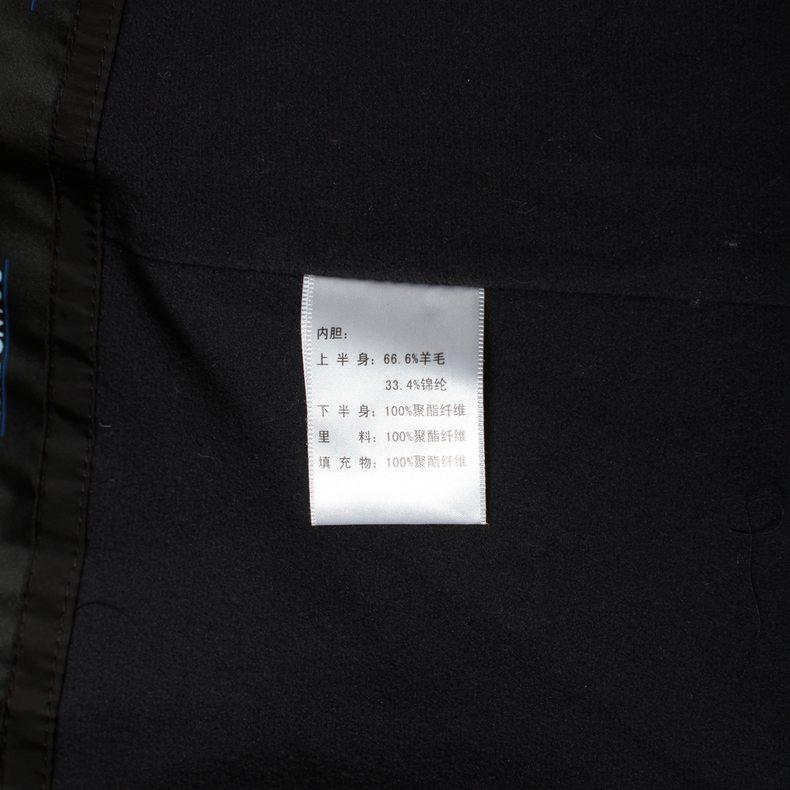 内胆：
上半身：66.6%羊毛
33.4%锦纶
下半身：100%聚酯纤维
里料：100%聚酯纤维
填充物：100%聚酯纤维